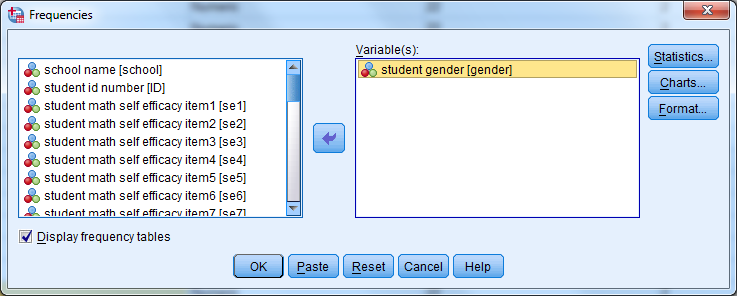 Frequencies
Variable(s):
school name [school]
student id number [ID]
student math self efficacy item1 [se1]
student math self efficacy item2 [se2]
student math self efficacy item3 [se3]
student math self efficacy item4 [se4]
student math self efficacy item5 [se5]
student math self efficacy item6 [se6]
student math self efficacy item7 [se7]
student gender [gender]
Statistics...
Charts...
Format...
Display frequency tables
OK
Paste
Reset
Cancel
Help